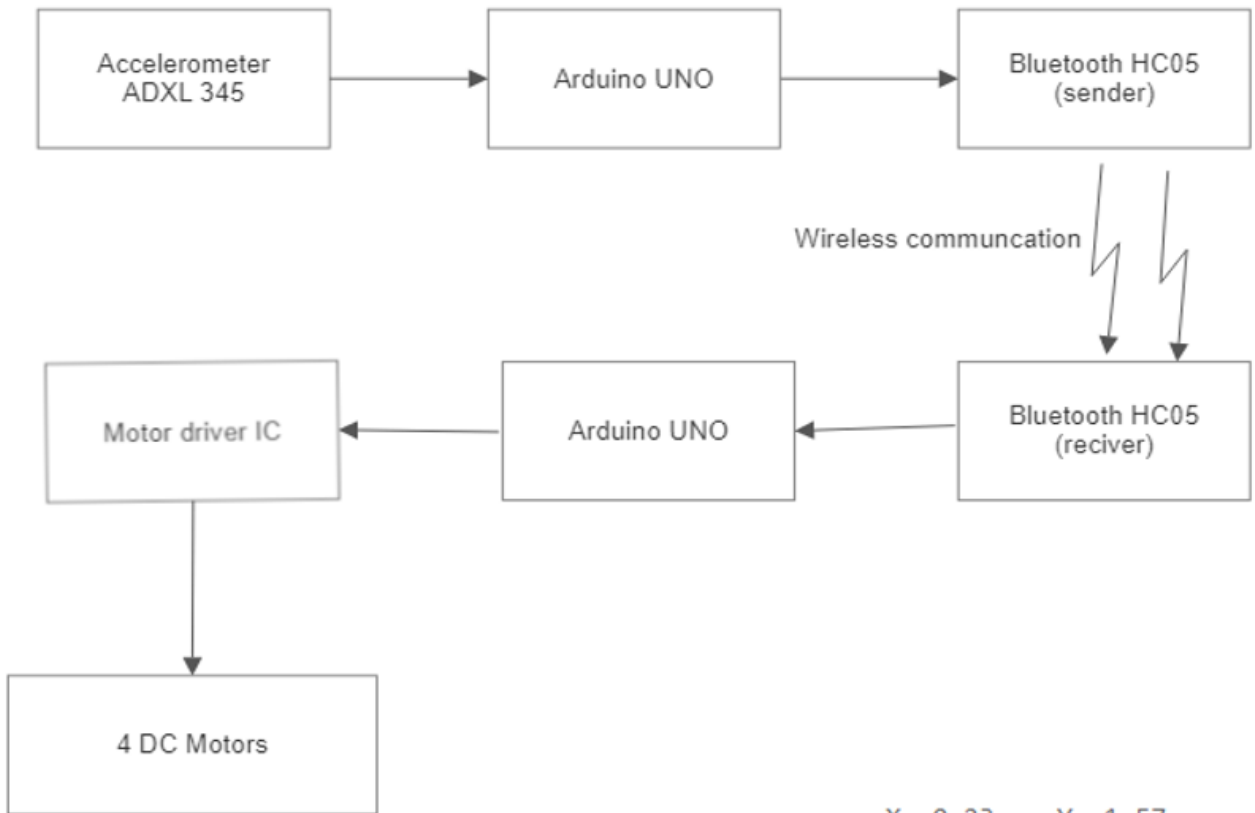 Accelerometer
ADXL 345
Arduino UNO
Bluetooth HC05
(sender)
Wireless communcation
Motor driver IC
Arduino UNO
Bluetooth HC05
(reciver)
4 DC Motors